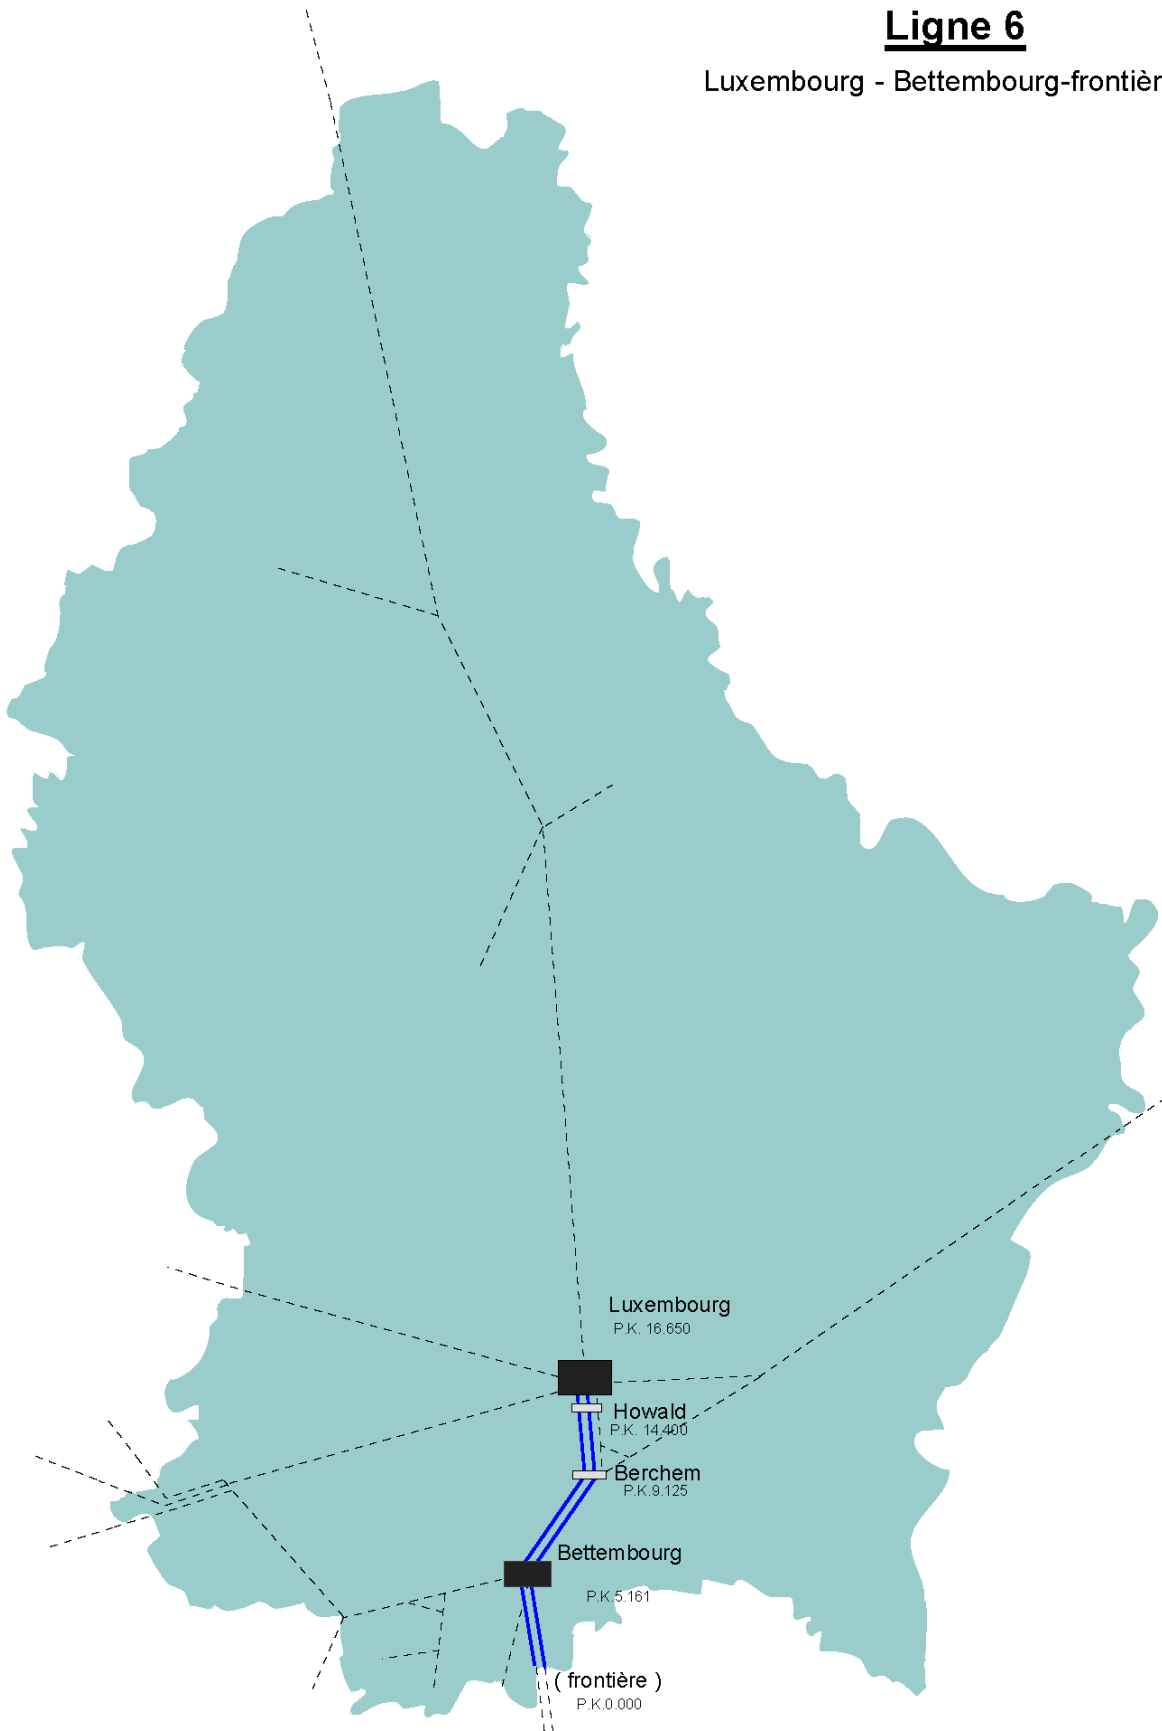 Ligne 6
Luxembourg - Bettembourg-frontièr
Luxembourg
P.K. 16.650
Howald
P.K. 14.400
Berchem
P.K.9.125
Bettembourg
P.K.5.161
( frontière )
P.K.0.000